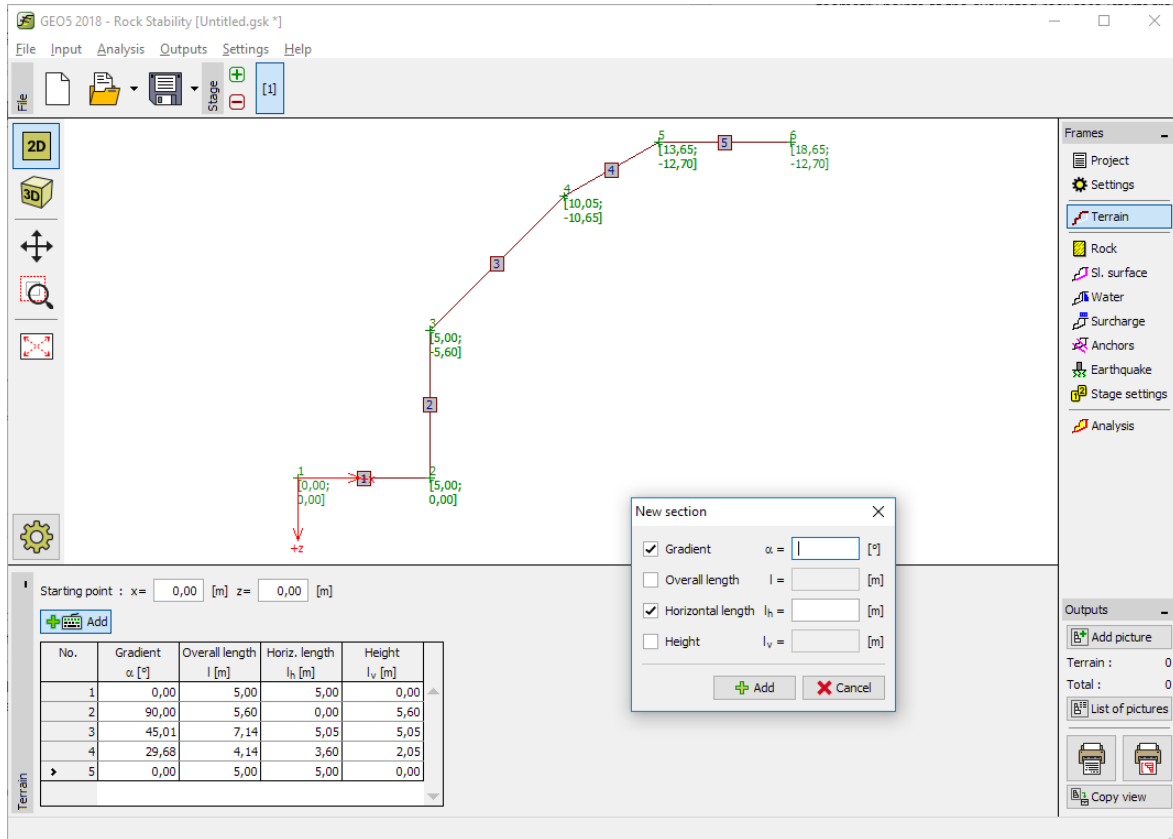 GEO5 2018 - Rock Stability [Untitled.gsk *]
File Input Analysis Outputs Settings Help
File
Stage
[1]
2D
3D
1
[0,00;
0,00]
1
x
+z
2
[5,00;
0,00]
2
3
[5,00;
-5,60]
3
4
[10,05;
-10,65]
4
5
[13,65;
-12,70]
5
6
[18,65;
-12,70]
Frames
Project
Settings
Terrain
Rock
Sl. surface
Water
Surcharge
Anchors
Earthquake
Stage settings
Analysis
New section
Gradient α = [°]
Overall length l = [m]
Horizontal length lh = [m]
Height lv = [m]
Add Cancel
Terrain
Starting point : x= 0,00 [m] z= 0,00 [m]
Add
No. Gradient Overall length Horiz. length Height
α [°] l [m] lh [m] lv [m]
1 0,00 5,00 5,00 0,00
2 90,00 5,60 0,00 5,60
3 45,01 7,14 5,05 5,05
4 29,68 4,14 3,60 2,05
> 5 0,00 5,00 5,00 0,00
Outputs
Add picture
Terrain : 0
Total : 0
List of pictures
Copy view